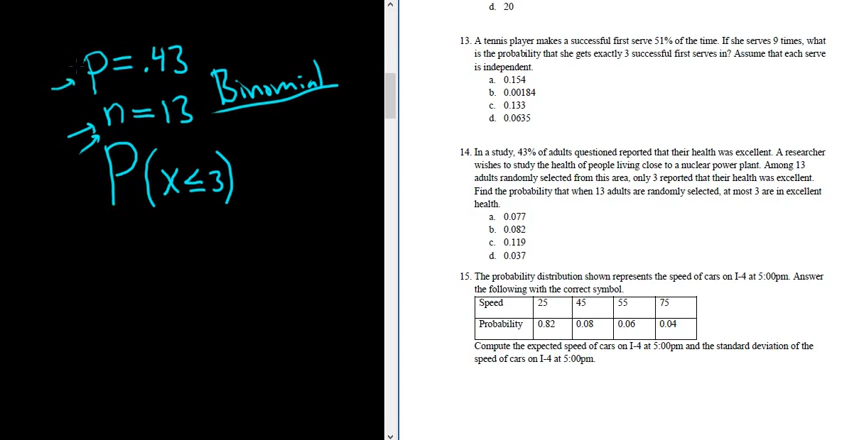 p = .43
Binomial
n = 13
P(x ≤ 3)
d. 20
13. A tennis player makes a successful first serve 51% of the time. If she serves 9 times, what
is the probability that she gets exactly 3 successful first serves in? Assume that each serve
is independent.
a. 0.154
b. 0.00184
c. 0.133
d. 0.0635
14. In a study, 43% of adults questioned reported that their health was excellent. A researcher
wishes to study the health of people living close to a nuclear power plant. Among 13
adults randomly selected from this area, only 3 reported that their health was excellent.
Find the probability that when 13 adults are randomly selected, at most 3 are in excellent
health.
a. 0.077
b. 0.082
c. 0.119
d. 0.037
15. The probability distribution shown represents the speed of cars on I-4 at 5:00pm. Answer
the following with the correct symbol.
Speed 25 45 55 75
Probability 0.82 0.08 0.06 0.04
Compute the expected speed of cars on I-4 at 5:00pm and the standard deviation of the
speed of cars on I-4 at 5:00pm.